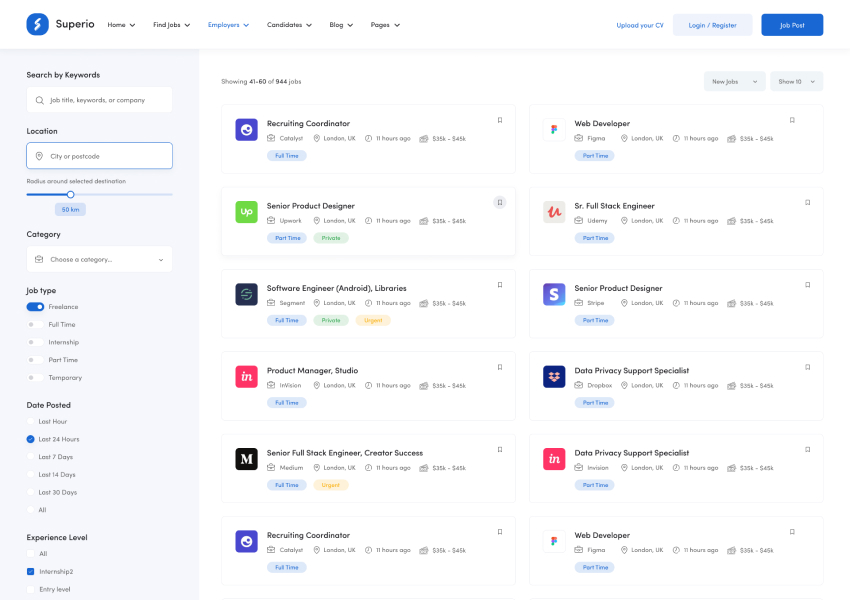 Superio
Home
Find Jobs
Employers
Candidates
Blog
Pages
Upload your CV
Login / Register
Job Post
Search by Keywords
Job title, keywords, or company
Location
City or postcode
Radius around selected destination
50 km
Category
Choose a category...
Job type
Freelance
Full Time
Internship
Part Time
Temporary
Date Posted
Last Hour
Last 24 Hours
Last 7 Days
Last 14 Days
Last 30 Days
All
Experience Level
All
Internship2
Entry level
Showing 41-60 of 944 jobs
New Jobs
Show 10
Recruiting Coordinator
Catalyst London, UK 11 hours ago $35k - $45k
Full Time
Web Developer
Figma London, UK 11 hours ago $35k - $45k
Part Time
Up
Senior Product Designer
Upwork London, UK 11 hours ago $35k - $45k
Part Time Private
Sr. Full Stack Engineer
Udemy London, UK 11 hours ago $35k - $45k
Part Time
Software Engineer (Android), Libraries
Segment London, UK 11 hours ago $35k - $45k
Full Time Private Urgent
S
Senior Product Designer
Stripe London, UK 11 hours ago $35k - $45k
Part Time
in
Product Manager, Studio
InVision London, UK 11 hours ago $35k - $45k
Full Time
Data Privacy Support Specialist
Dropbox London, UK 11 hours ago $35k - $45k
Part Time
M
Senior Full Stack Engineer, Creator Success
Medium London, UK 11 hours ago $35k - $45k
Full Time Urgent
in
Data Privacy Support Specialist
Invision London, UK 11 hours ago $35k - $45k
Part Time
Recruiting Coordinator
Catalyst London, UK 11 hours ago $35k - $45k
Full Time
Web Developer
Figma London, UK 11 hours ago $35k - $45k
Part Time